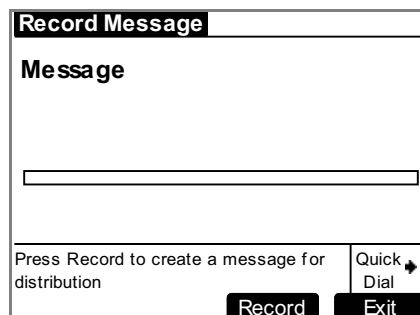 Record Message
Message
Press Record to create a message for
distribution
Quick
Dial
Record
Exit